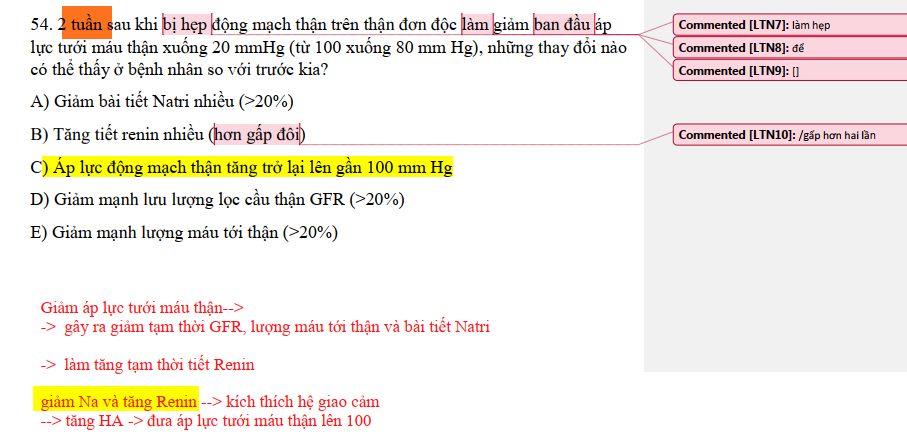 54. 2 tuần sau khi bị hẹp động mạch thận trên thận đơn độc làm giảm ban đầu áp
lực tưới máu thận xuống 20 mmHg (từ 100 xuống 80 mm Hg), những thay đổi nào
có thể thấy ở bệnh nhân so với trước kia?
A) Giảm bài tiết Natri nhiều (>20%)
B) Tăng tiết renin nhiều (hơn gấp đôi)
C) Áp lực động mạch thận tăng trở lại lên gần 100 mm Hg
D) Giảm mạnh lưu lượng lọc cầu thận GFR (>20%)
E) Giảm mạnh lượng máu tới thận (>20%)
Giảm áp lực tưới máu thận-->
-> gây ra giảm tạm thời GFR, lượng máu tới thận và bài tiết Natri
-> làm tăng tạm thời tiết Renin
giảm Na và tăng Renin --> kích thích hệ giao cảm
--> tăng HA -> đưa áp lực tưới máu thận lên 100
Commented [LTN7]: làm hẹp
Commented [LTN8]: để
Commented [LTN9]: []
Commented [LTN10]: /gấp hơn hai lần